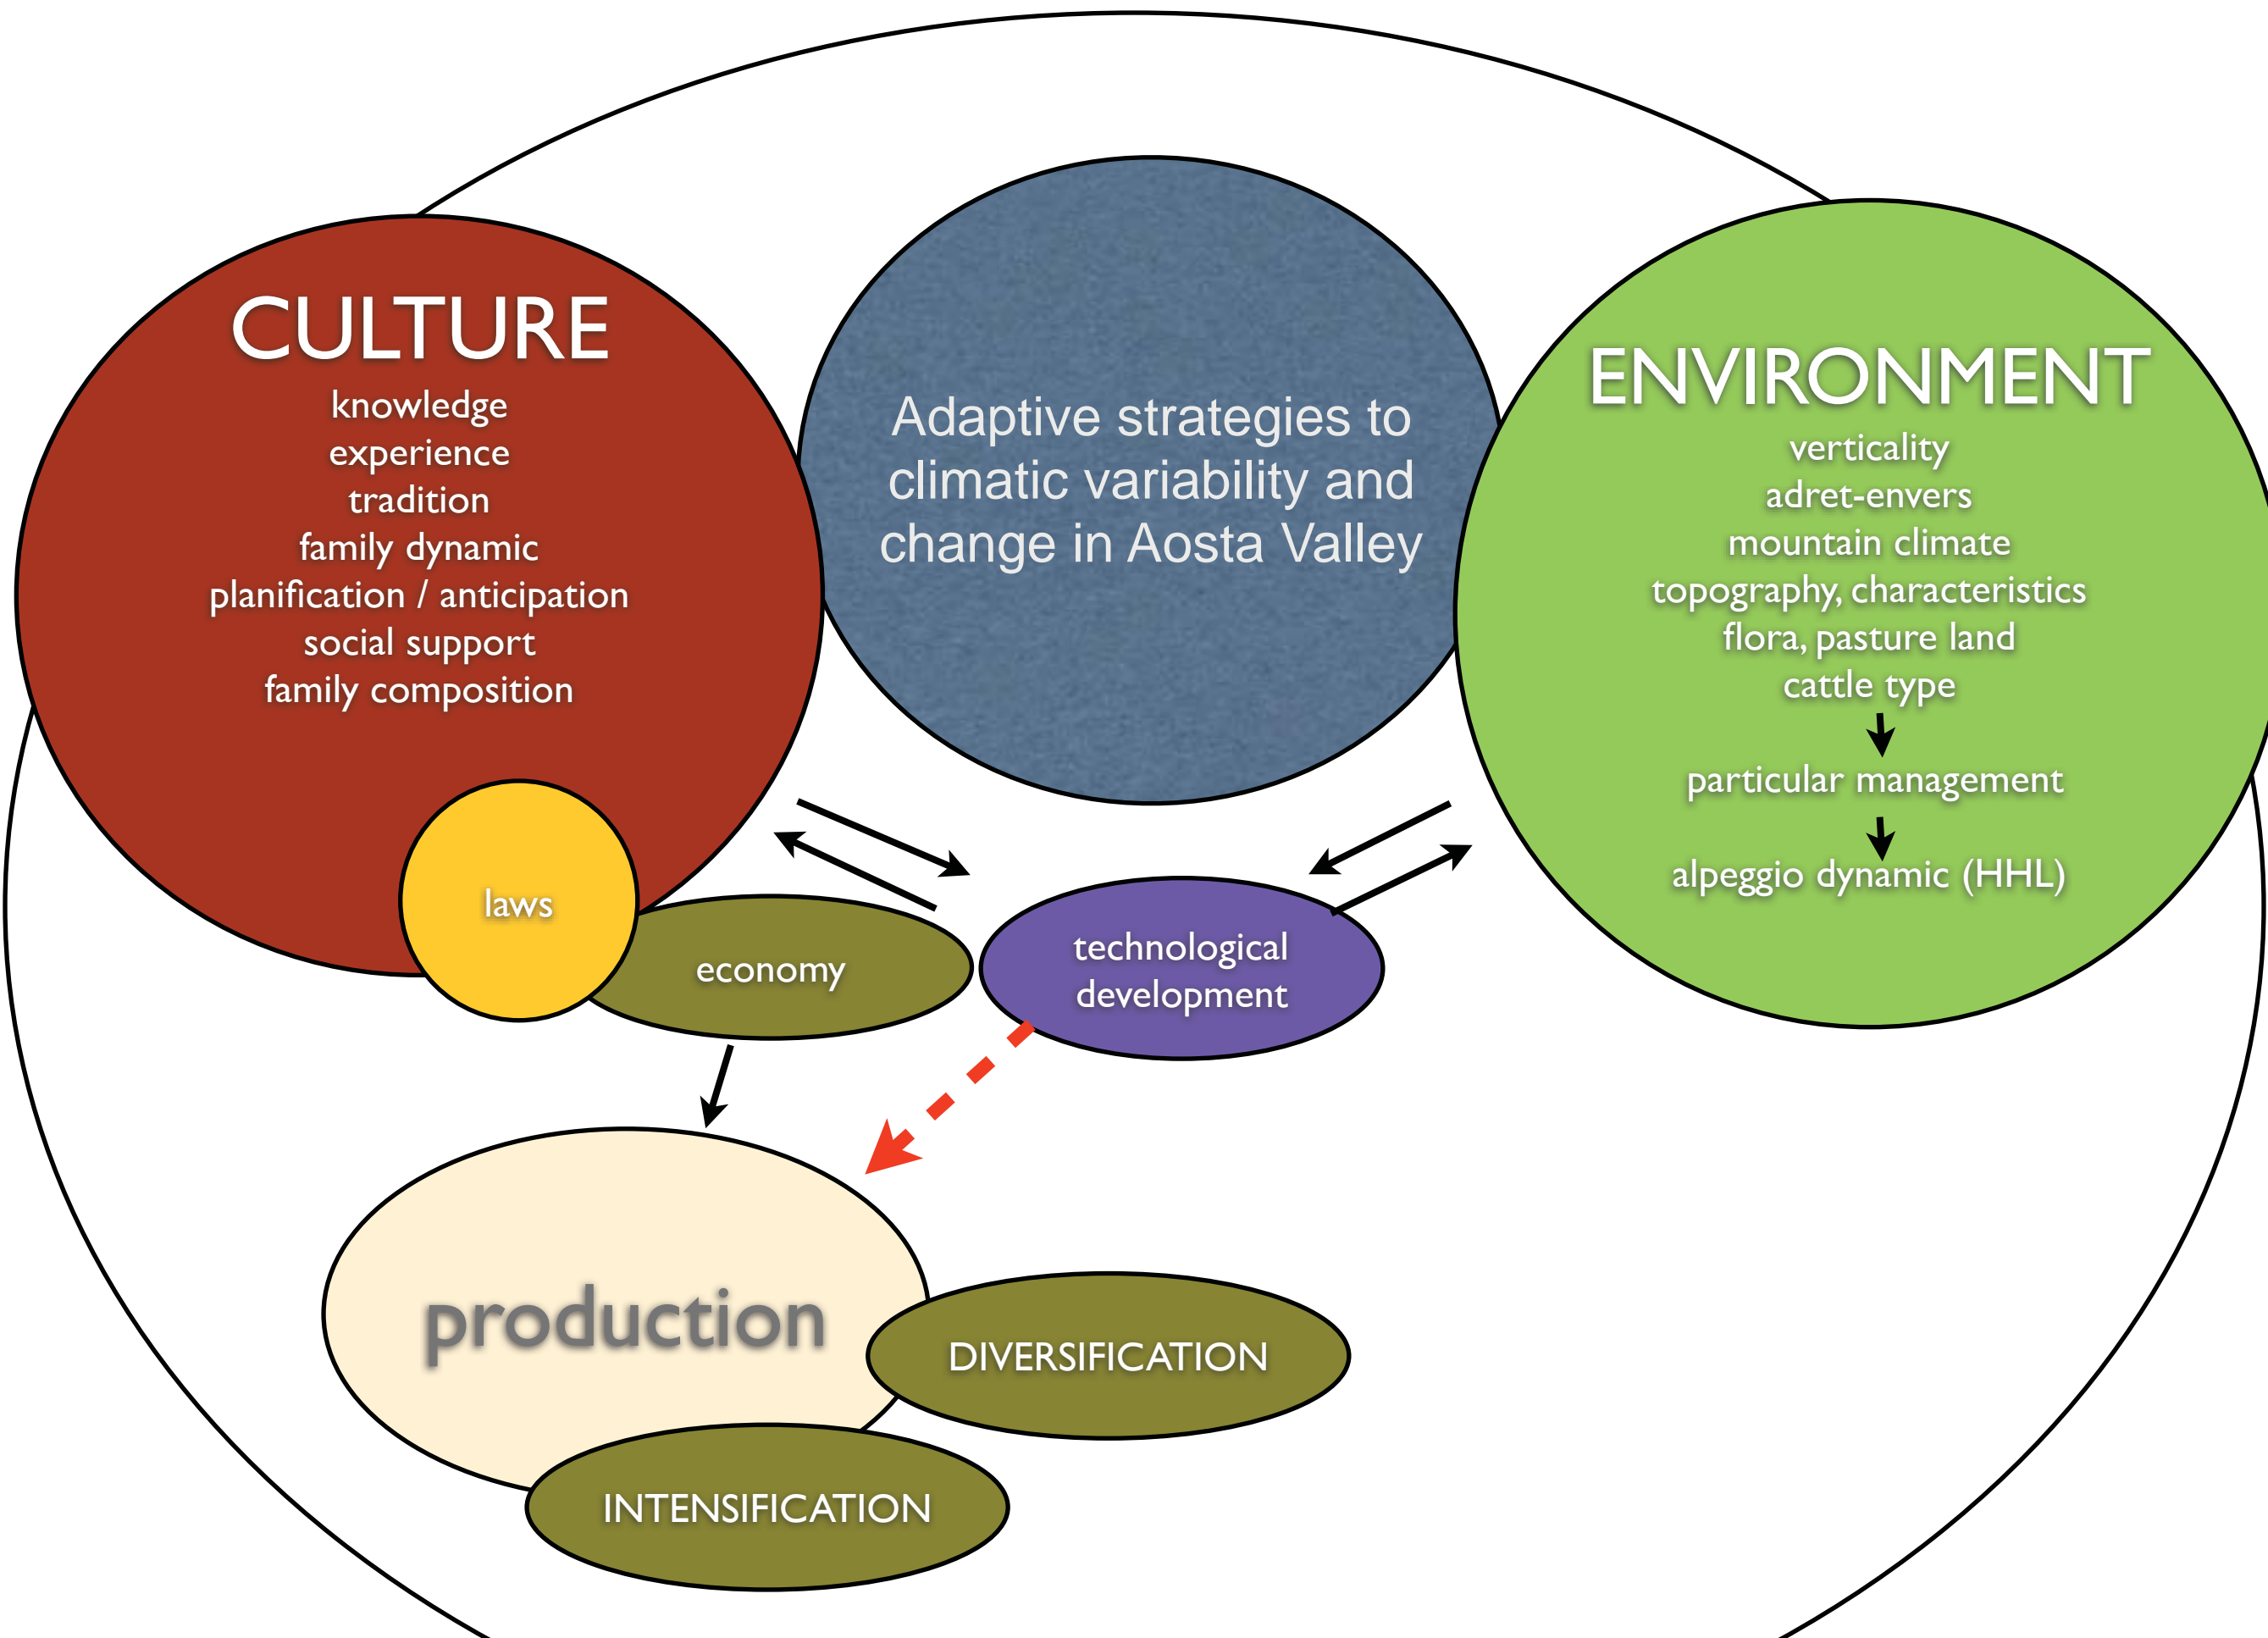 CULTURE
knowledge
experience
tradition
family dynamic
planification / anticipation
social support
family composition
laws
economy
Adaptive strategies to
climatic variability and
change in Aosta Valley
technological
development
ENVIRONMENT
verticality
adret-envers
mountain climate
topography, characteristics
flora, pasture land
cattle type
particular management
alpeggio dynamic (HHL)
production
DIVERSIFICATION
INTENSIFICATION